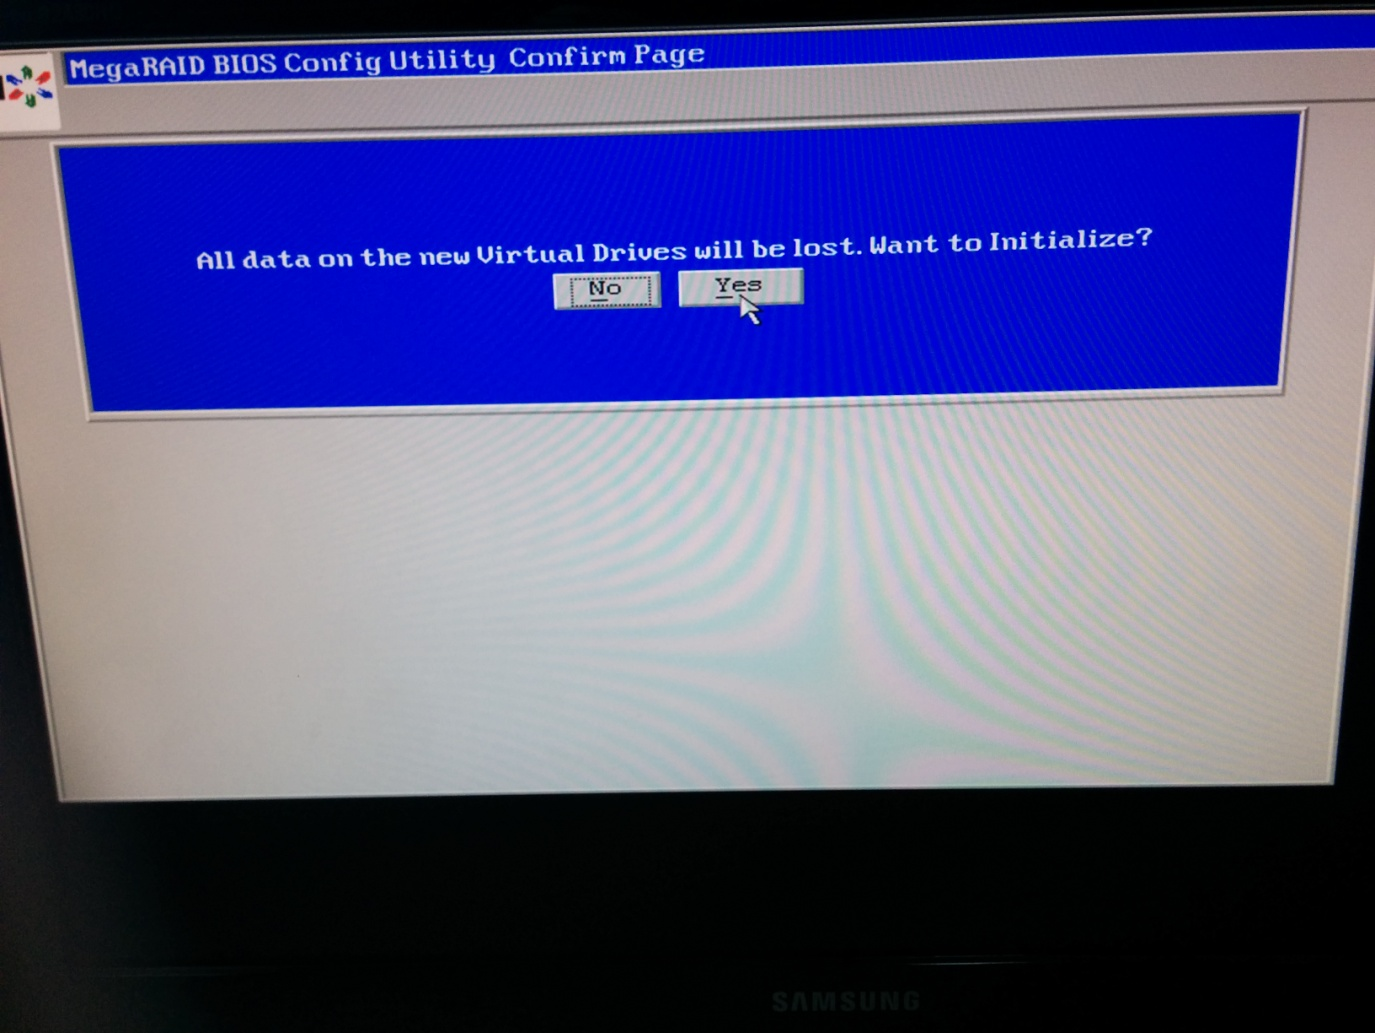 MegaRAID BIOS Config Utility Confirm Page
All data on the new Virtual Drives will be lost. Want to Initialize?
No Yes
SAMSUNG